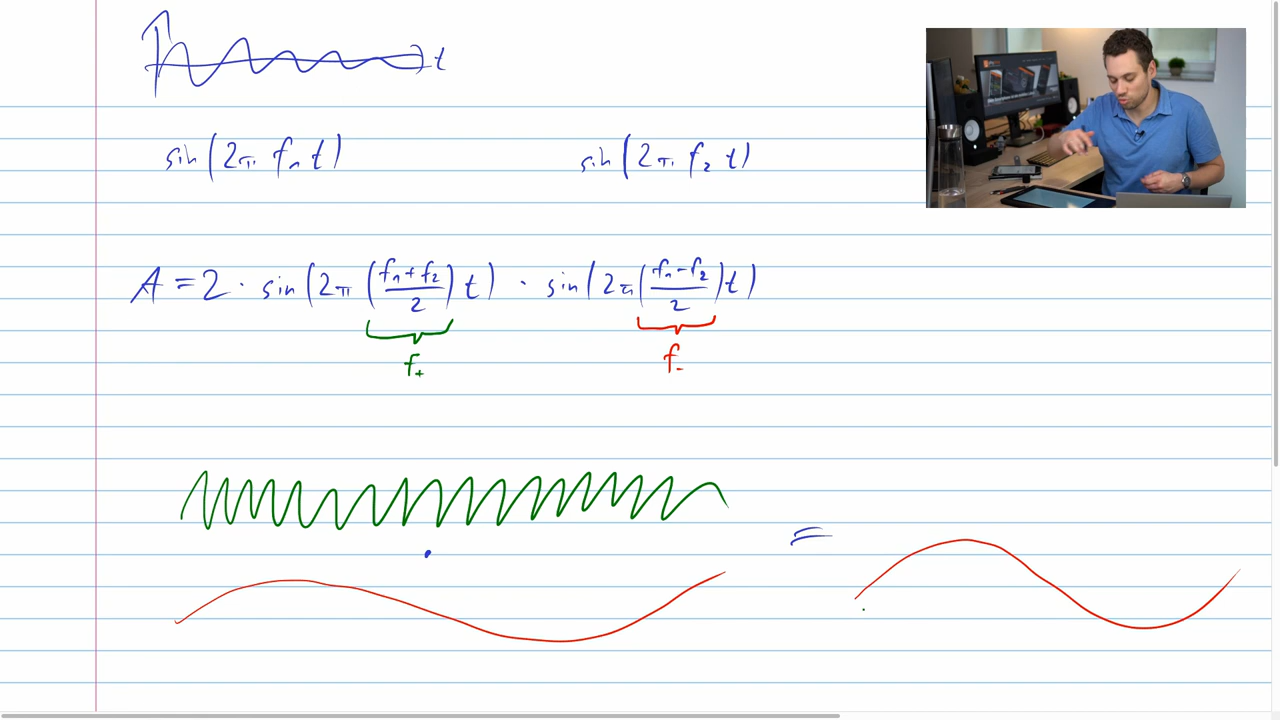 t
sin(2π f₁ t) sin(2π f₂ t)
A = 2 · sin(2π (f₁+f₂/2) t) · sin(2π (f₁-f₂/2) t)
f₊ f₋
· =